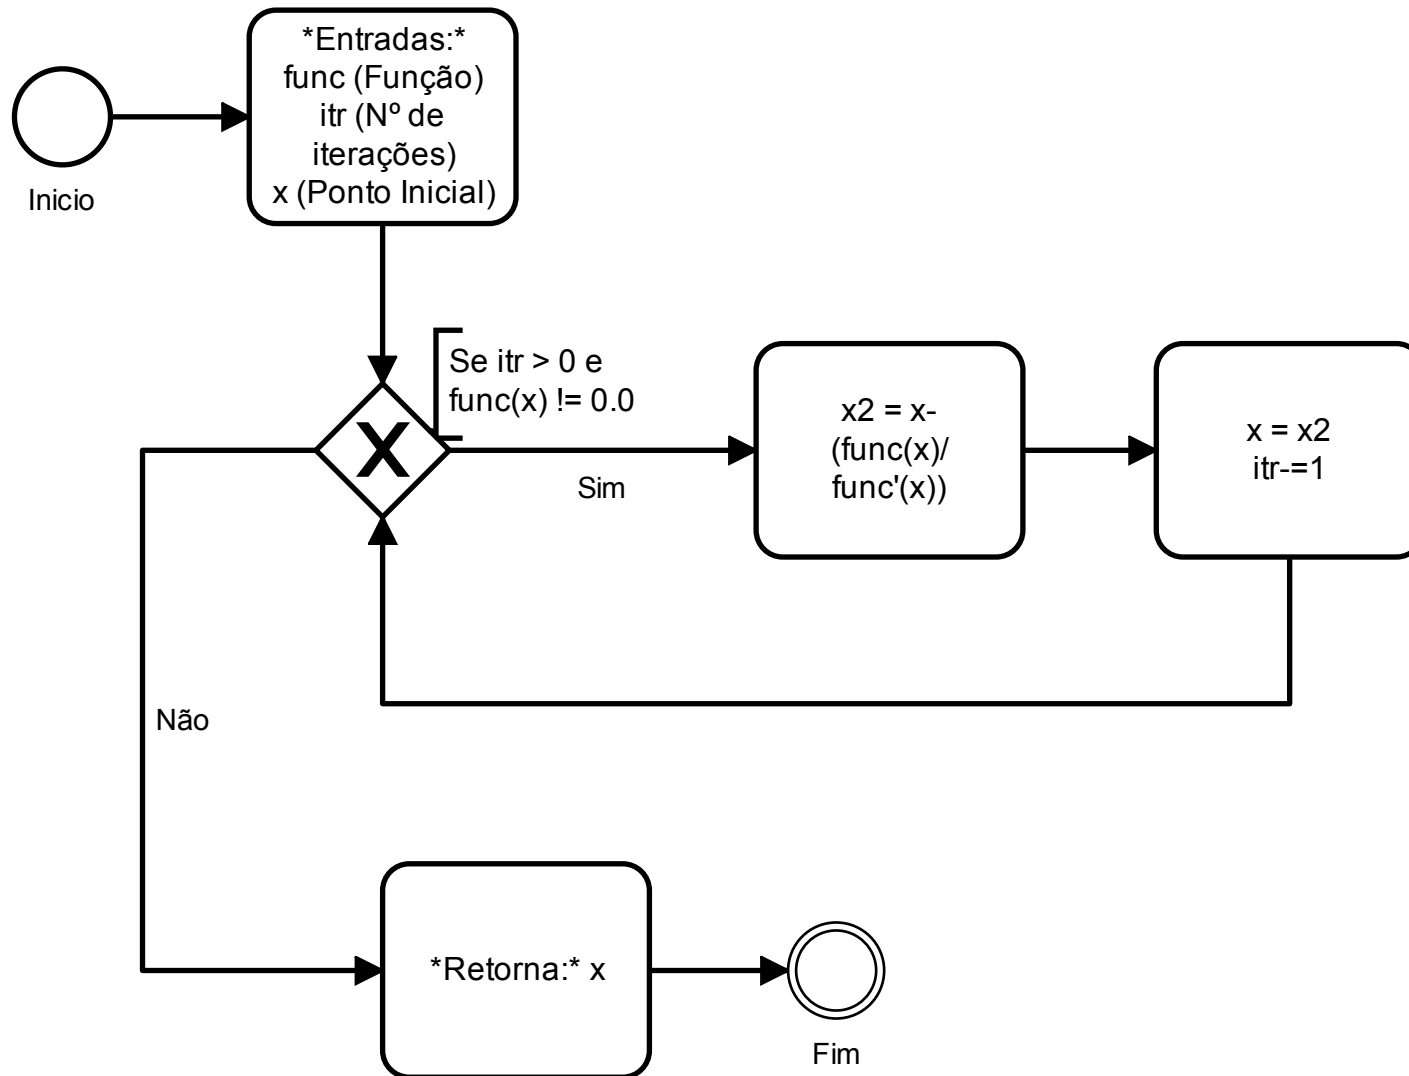 *Entradas:*
func (Função)
itr (Nº de
iterações)
x (Ponto Inicial)
Inicio
Se itr > 0 e
func(x) != 0.0
X
Sim
x2 = x-
(func(x)/
func'(x))
x = x2
itr-=1
Não
*Retorna:* x
Fim